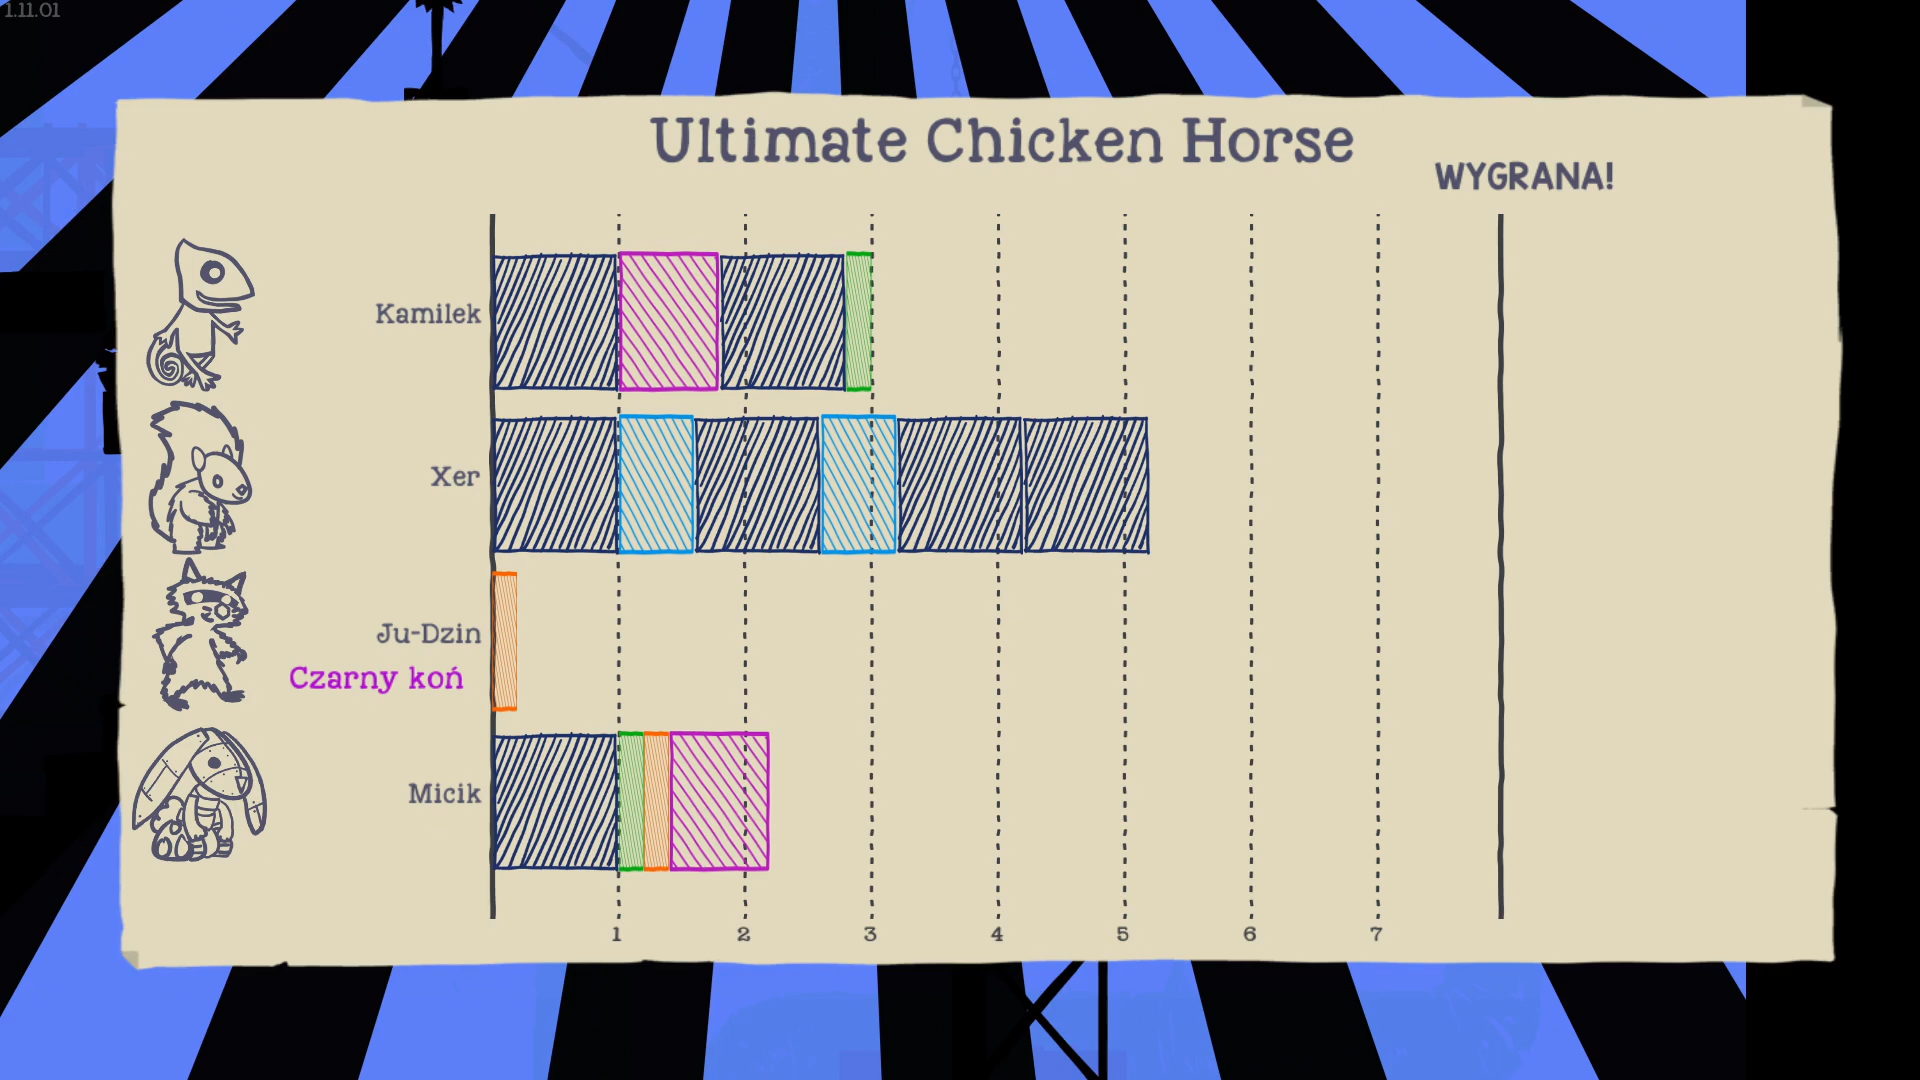 1.11.01
Ultimate Chicken Horse
WYGRANA!
Kamilek
Xer
Ju-Dzin
Czarny koń
Micik
1 2 3 4 5 6 7